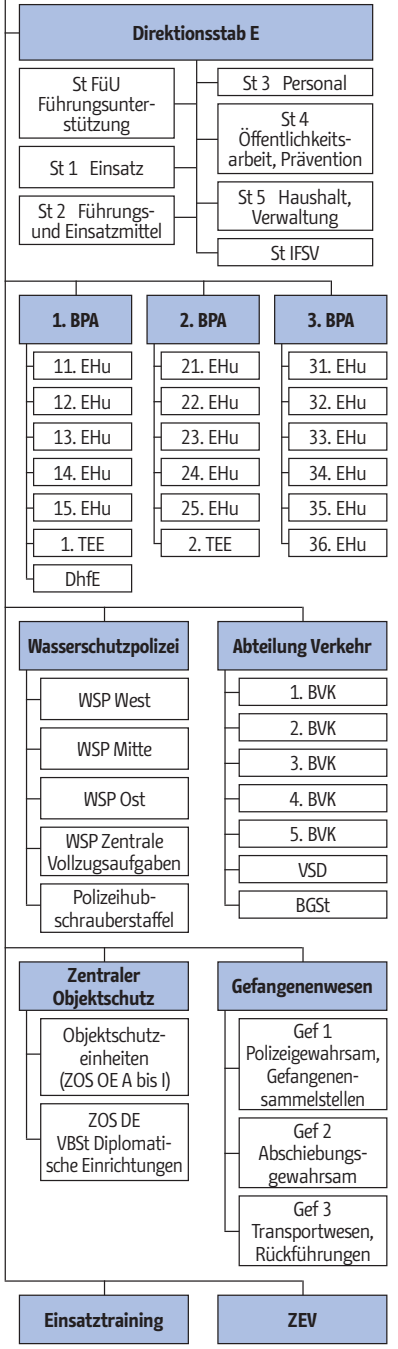 Direktionsstab E
St FüU
Führungsunter-
stützung
St 1 Einsatz
St 2 Führungs-
und Einsatzmittel
St 3 Personal
St 4
Öffentlichkeits-
arbeit, Prävention
St 5 Haushalt,
Verwaltung
St IFSV
1. BPA
11. EHu
12. EHu
13. EHu
14. EHu
15. EHu
1. TEE
DhfE
2. BPA
21. EHu
22. EHu
23. EHu
24. EHu
25. EHu
2. TEE
3. BPA
31. EHu
32. EHu
33. EHu
34. EHu
35. EHu
36. EHu
Wasserschutzpolizei
WSP West
WSP Mitte
WSP Ost
WSP Zentrale
Vollzugsaufgaben
Polizeihub-
schrauberstaffel
Abteilung Verkehr
1. BVK
2. BVK
3. BVK
4. BVK
5. BVK
VSD
BGSt
Zentraler
Objektschutz
Objektschutz-
einheiten
(ZOS OE A bis I)
ZOS DE
VBSt Diplomati-
sche Einrichtungen
Gefangenenwesen
Gef 1
Polizeigewahrsam,
Gefangenen-
sammelstellen
Gef 2
Abschiebungs-
gewahrsam
Gef 3
Transportwesen,
Rückführungen
Einsatztraining
ZEV